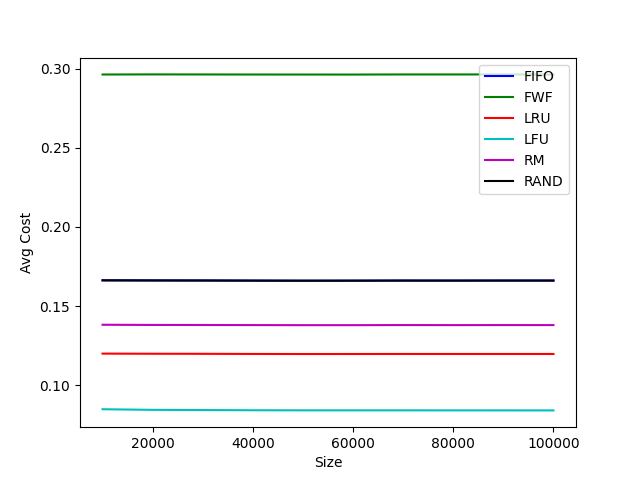 0.30
0.25
0.20
0.15
0.10
Avg Cost
20000
40000
60000
80000
100000
Size
FIFO
FWF
LRU
LFU
RM
RAND